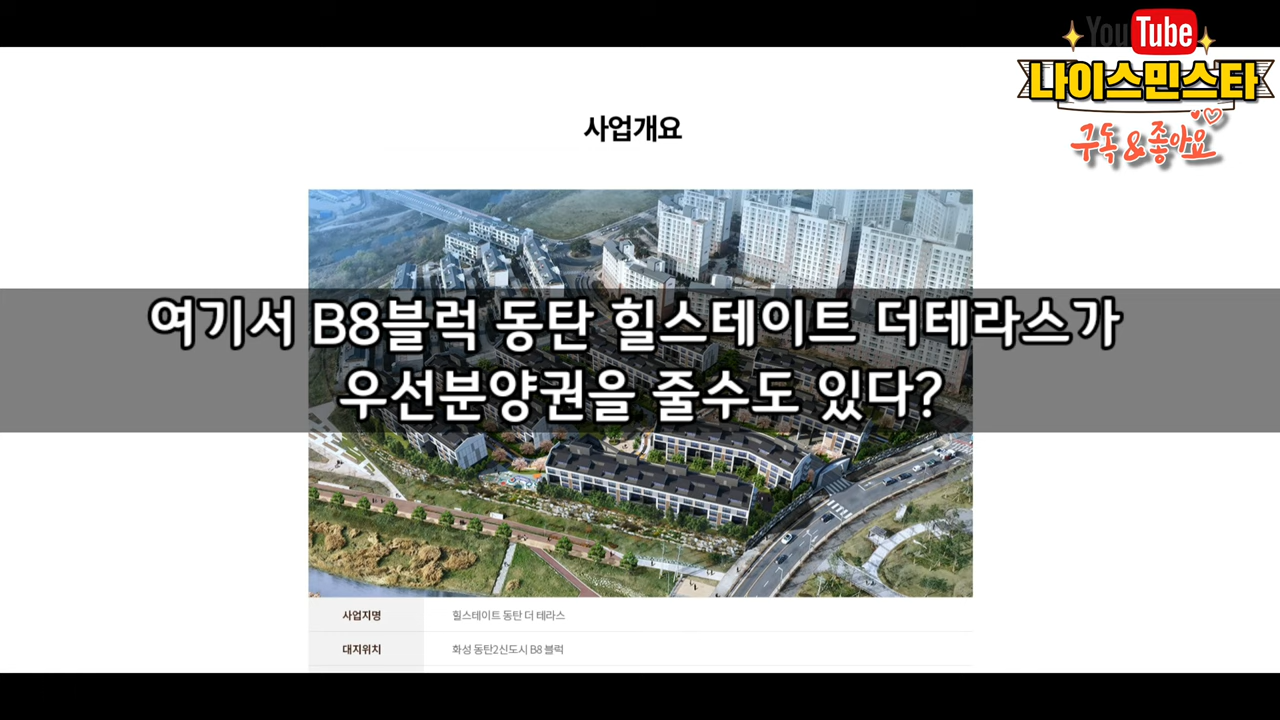 YouTube
나이스민스타
구독&좋아요
사업개요
여기서 B8블럭 동탄 힐스테이트 더테라스가
우선분양권을 줄수도 있다?
사업지명 힐스테이트 동탄 더 테라스
대지위치 화성 동탄2신도시 B8 블럭